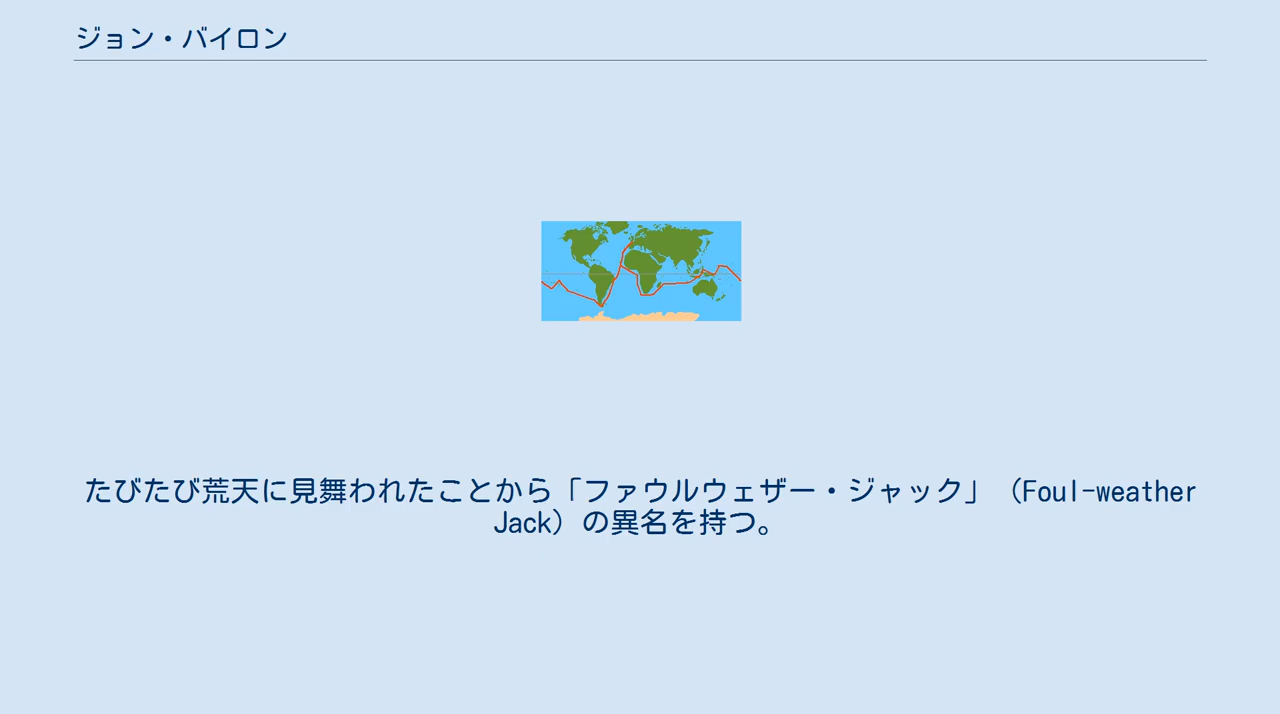 ジョン・バイロン
たびたび荒天に見舞われたことから「ファウルウェザー・ジャック」（Foul-weather
Jack）の異名を持つ。